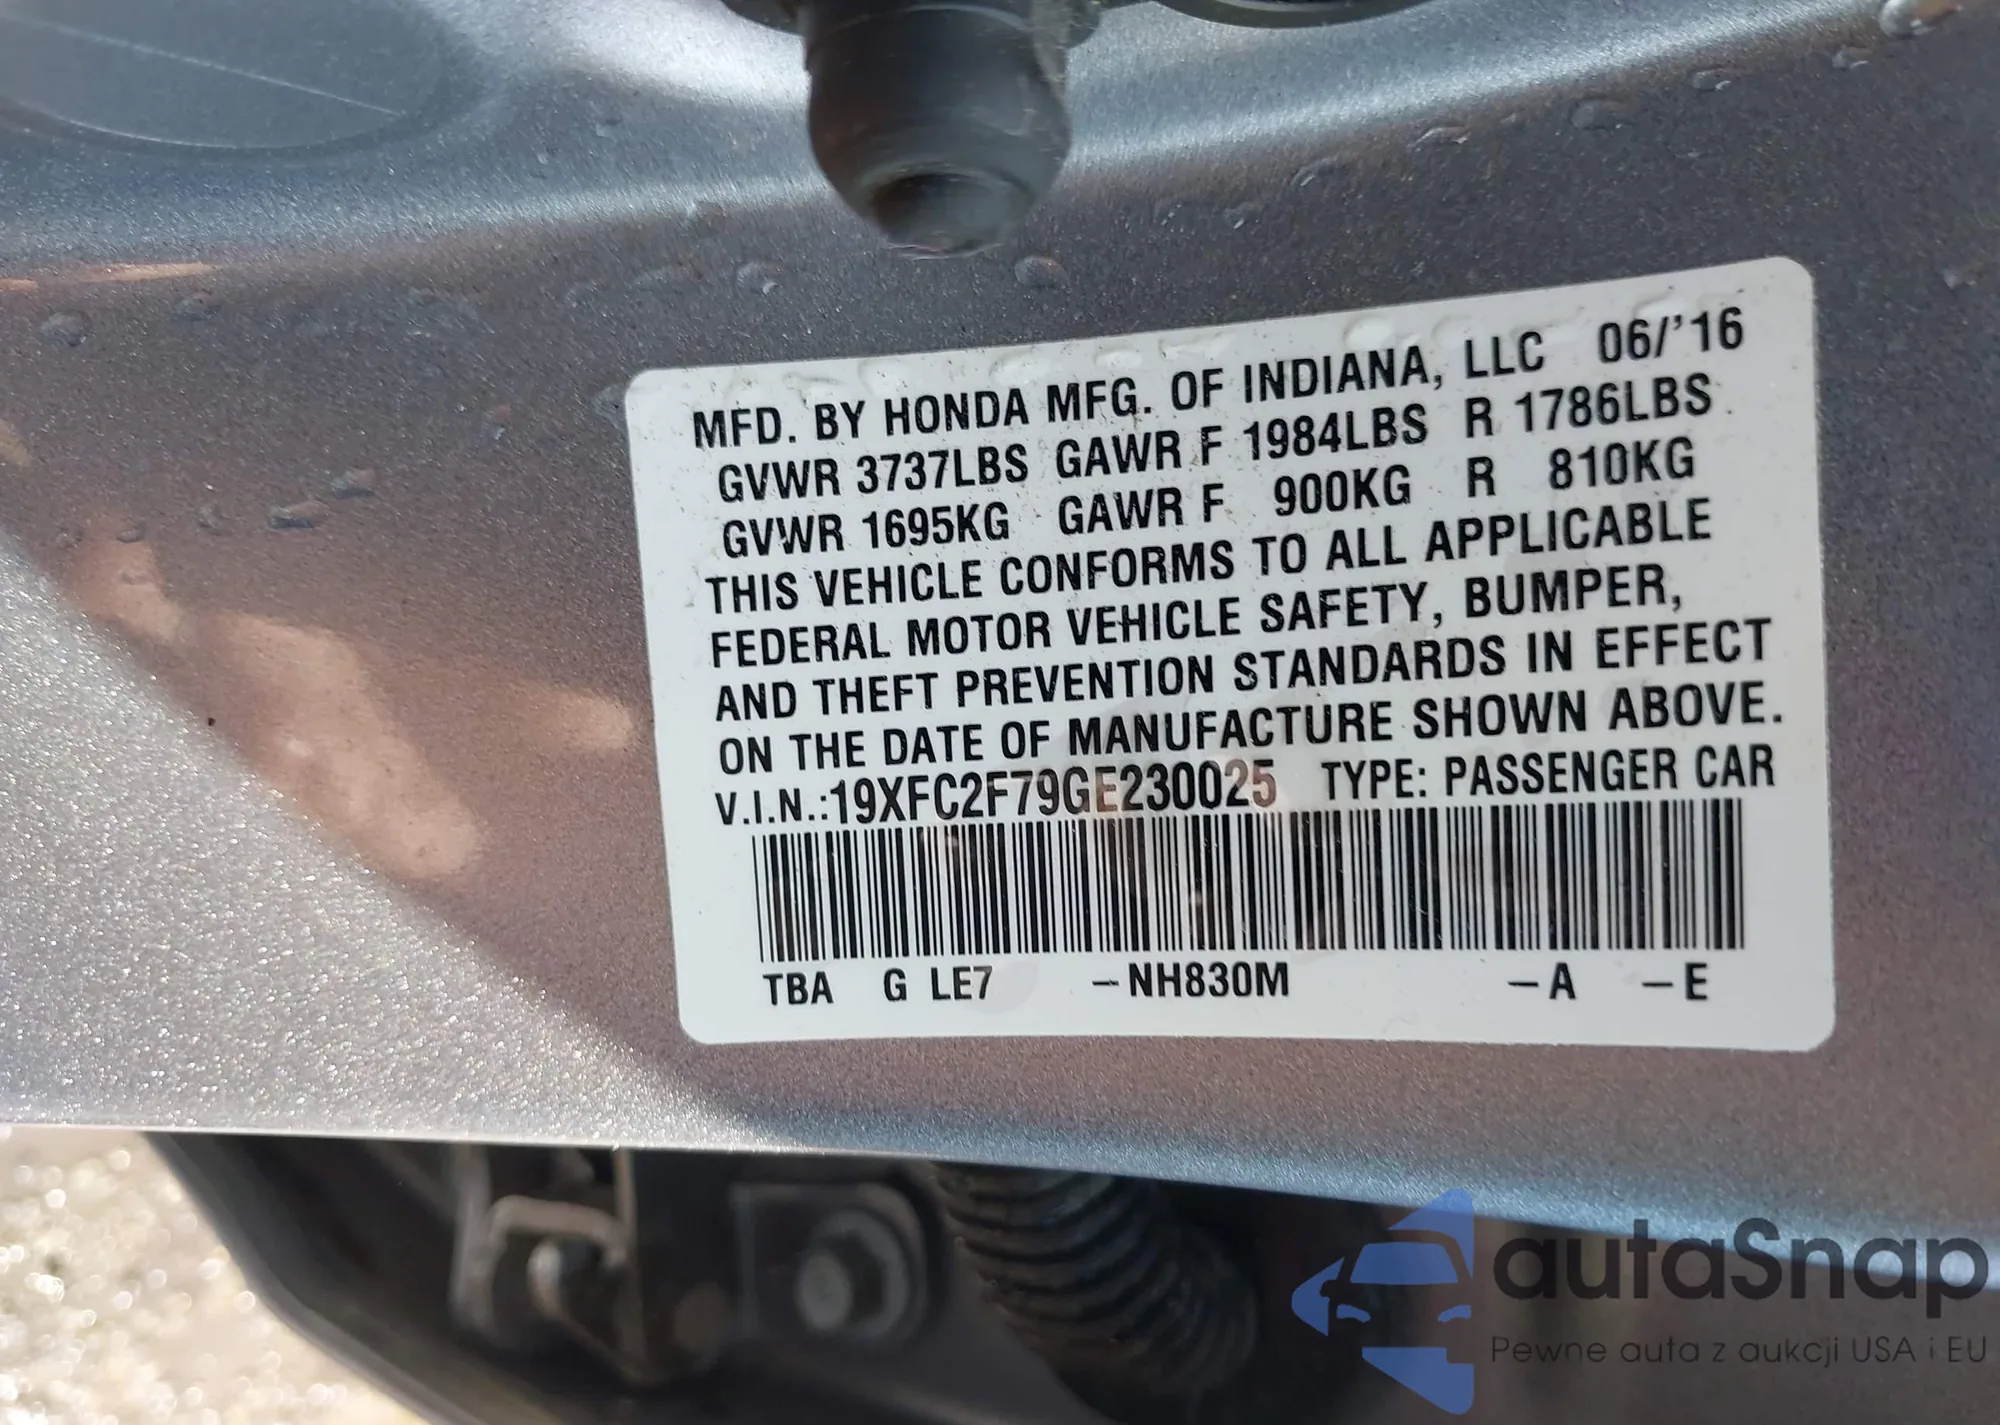 MFD. BY HONDA MFG. OF INDIANA, LLC 06/'16
GVWR 3737LBS GAWR F 1984LBS R 1786LBS
GVWR 1695KG GAWR F 900KG R 810KG
THIS VEHICLE CONFORMS TO ALL APPLICABLE
FEDERAL MOTOR VEHICLE SAFETY, BUMPER,
AND THEFT PREVENTION STANDARDS IN EFFECT
ON THE DATE OF MANUFACTURE SHOWN ABOVE.
V.I.N.:19XFC2F79GE230025 TYPE: PASSENGER CAR
TBA G LE7 -NH830M -A -E
autaSnap
Pewne auta z aukcji USA i EU